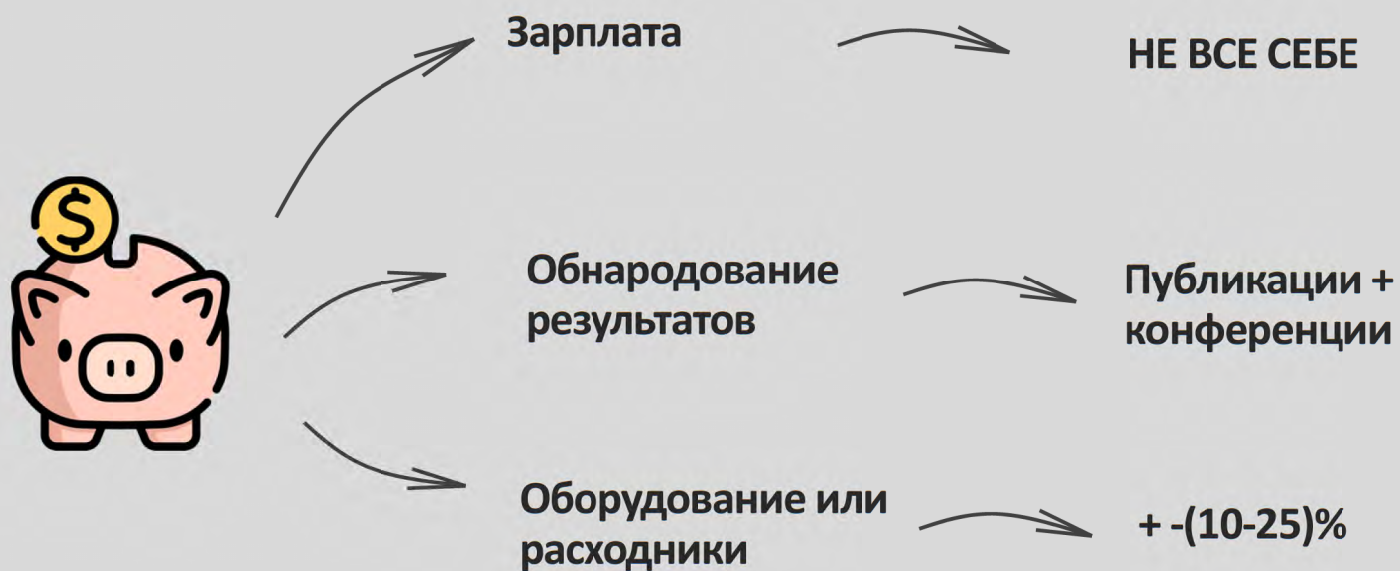 Зарплата
НЕ ВСЕ СЕБЕ
$
Обнародование
результатов
Публикации +
конференции
Оборудование или
расходники
+ -(10-25)%